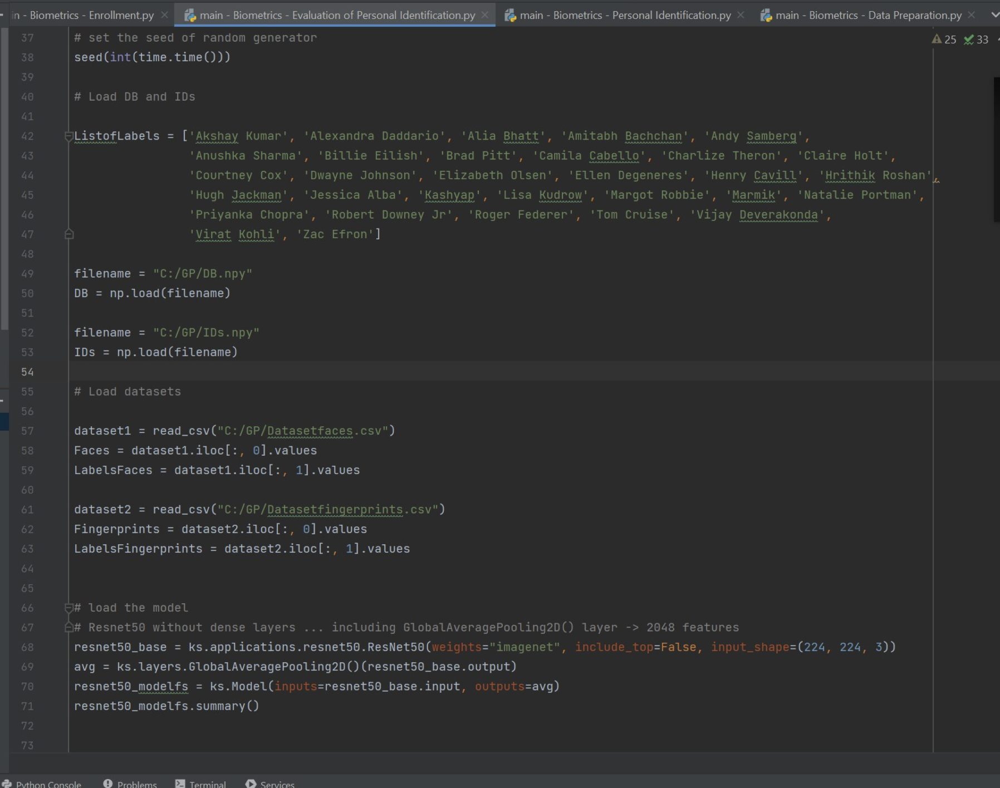 n - Biometrics - Enrollment.py main - Biometrics - Evaluation of Personal Identification.py main - Biometrics - Personal Identification.py main - Biometrics - Data Preparation.py
25 33
37 # set the seed of random generator
38 seed(int(time.time()))
39
40 # Load DB and IDs
41
42 ListofLabels = ['Akshay Kumar', 'Alexandra Daddario', 'Alia Bhatt', 'Amitabh Bachchan', 'Andy Samberg',
43 'Anushka Sharma', 'Billie Eilish', 'Brad Pitt', 'Camila Cabello', 'Charlize Theron', 'Claire Holt',
44 'Courtney Cox', 'Dwayne Johnson', 'Elizabeth Olsen', 'Ellen Degeneres', 'Henry Cavill', 'Hrithik Roshan',
45 'Hugh Jackman', 'Jessica Alba', 'Kashyap', 'Lisa Kudrow', 'Margot Robbie', 'Marmik', 'Natalie Portman',
46 'Priyanka Chopra', 'Robert Downey Jr', 'Roger Federer', 'Tom Cruise', 'Vijay Deverakonda',
47 'Virat Kohli', 'Zac Efron']
48
49 filename = "C:/GP/DB.npy"
50 DB = np.load(filename)
51
52 filename = "C:/GP/IDs.npy"
53 IDs = np.load(filename)
54
55 # Load datasets
56
57 dataset1 = read_csv("C:/GP/Datasetfaces.csv")
58 Faces = dataset1.iloc[:, 0].values
59 LabelsFaces = dataset1.iloc[:, 1].values
60
61 dataset2 = read_csv("C:/GP/Datasetfingerprints.csv")
62 Fingerprints = dataset2.iloc[:, 0].values
63 LabelsFingerprints = dataset2.iloc[:, 1].values
64
65
66 # load the model
67 # Resnet50 without dense layers ... including GlobalAveragePooling2D() layer -> 2048 features
68 resnet50_base = ks.applications.resnet50.ResNet50(weights="imagenet", include_top=False, input_shape=(224, 224, 3))
69 avg = ks.layers.GlobalAveragePooling2D()(resnet50_base.output)
70 resnet50_modelfs = ks.Model(inputs=resnet50_base.input, outputs=avg)
71 resnet50_modelfs.summary()
72
73
Python Console Problems Terminal Services